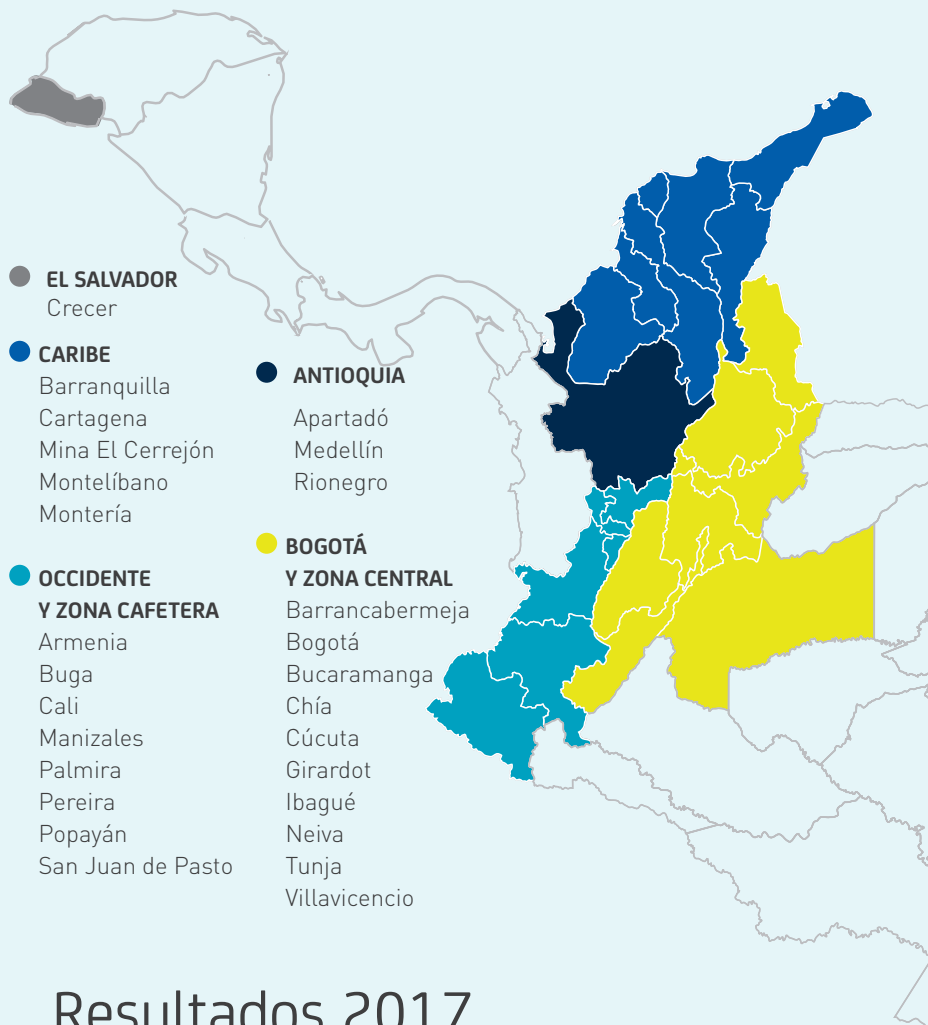 EL SALVADOR
Crecer
CARIBE
Barranquilla
Cartagena
Mina El Cerrejón
Montelíbano
Montería
OCCIDENTE
Y ZONA CAFETERA
Armenia
Buga
Cali
Manizales
Palmira
Pereira
Popayán
San Juan de Pasto
ANTIOQUIA
Apartadó
Medellín
Rionegro
BOGOTÁ
Y ZONA CENTRAL
Barrancabermeja
Bogotá
Bucaramanga
Chía
Cúcuta
Girardot
Ibagué
Neiva
Tunja
Villavicencio
Resultados 2017